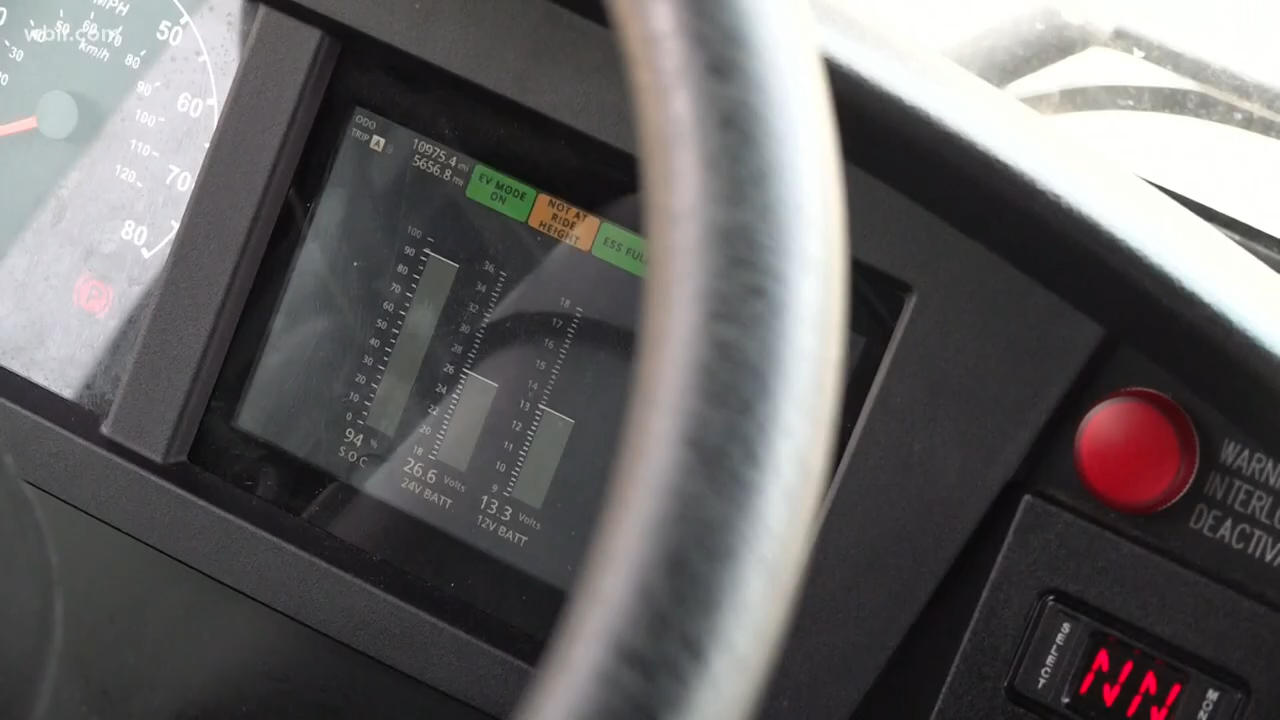 wbir.com
MPH
50
60
70
80
km/h
30
40
50
60
70
80
90
100
110
120
P
ODO 10975.4 mi
TRIP A 5656.8 mi
EV MODE
ON
NOT AT
RIDE
HEIGHT
ESS FUL
100
90
80
70
60
50
40
30
20
10
0
94 %
S.O.C
36
34
32
30
28
26
24
22
20
18
26.6 Volts
24V BATT
18
17
16
15
14
13
12
11
10
9
13.3 Volts
12V BATT
WARN
INTERL
DEACTIVA
SELECT
NN